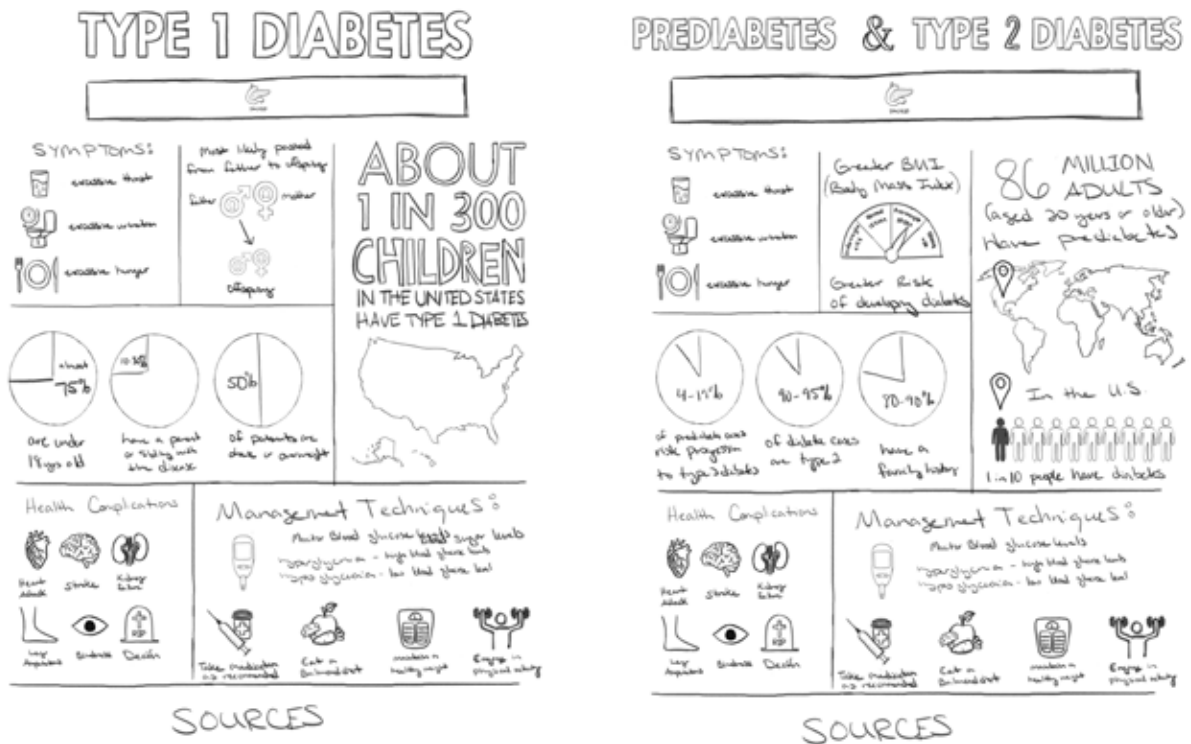 TYPE 1 DIABETES
SYMPTOMS:
excessive thirst
excessive urination
excessive hunger
Most likely passed
from father to offspring
father
mother
offspring
ABOUT
1 IN 300
CHILDREN
IN THE UNITED STATES
HAVE TYPE 1 DIABETES
almost
75%
are under
18 yrs old
have a parent
or sibling with
the disease
50%
of patients are
obese or overweight
Health Complications
Heart
Attack
Stroke
Kidney
failure
Leg
Amputations
Blindness
Death
Management Techniques:
Monitor Blood glucose levels sugar levels
hyperglycemia - high blood glucose levels
hypoglycemia - low blood glucose level
Take medication
as recommended
Eat a
Balanced diet
maintain a
healthy weight
Engage in
physical activity
SOURCES
PREDIABETES & TYPE 2 DIABETES
SYMPTOMS:
excessive thirst
excessive urination
excessive hunger
Greater BMI
(Body Mass Index)
Greater Risk
of developing diabetes
86 MILLION
ADULTS
(aged 20 years or older)
Have prediabetes
In the U.S.
1 in 10 people have diabetes
of prediabetes cases
risk progression
to type 2 diabetes
90-95%
of diabetes cases
are type 2
80-90%
have a
family history
Health Complications
Heart
Attack
Stroke
Kidney
failure
Leg
Amputations
Blindness
RIP
Death
Management Techniques:
Monitor Blood glucose levels
hyperglycemia - high blood glucose levels
hypoglycemia - low blood glucose level
Take medication
as recommended
Eat a
Balanced diet
maintain a
healthy weight
Engage in
physical activity
SOURCES